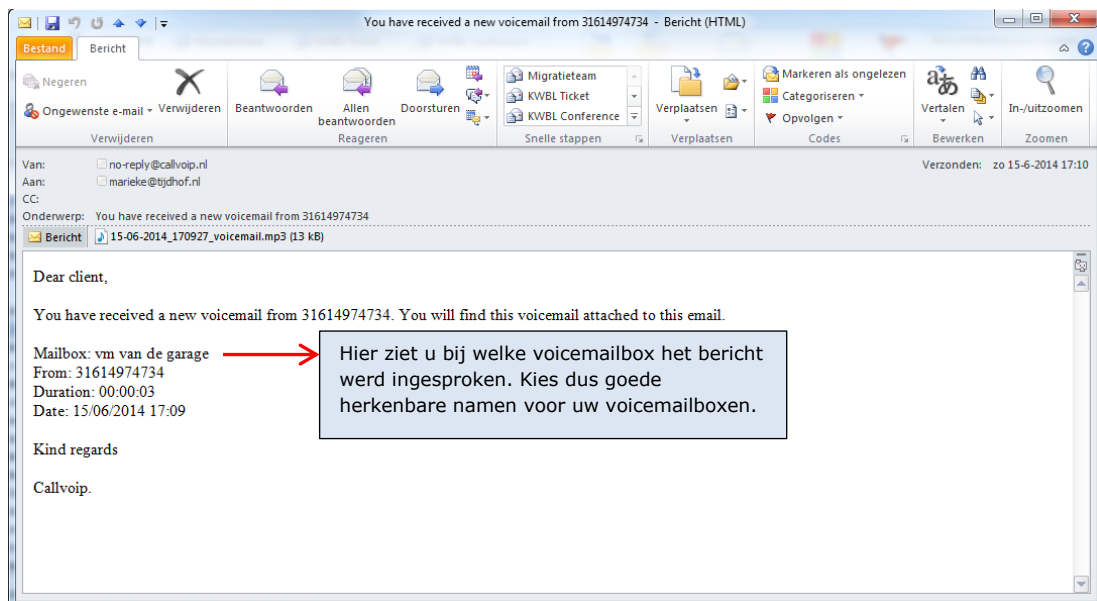 You have received a new voicemail from 31614974734 - Bericht (HTML)
Bestand Bericht
Negeren
Ongewenste e-mail
Verwijderen
Beantwoorden
Allen
beantwoorden
Doorsturen
Migratieteam
KWBL Ticket
KWBL Conference
Verplaatsen
Markeren als ongelezen
Categoriseren
Opvolgen
Vertalen
In-/uitzoomen
Verwijderen Reageren Snelle stappen Verplaatsen Codes Bewerken Zoomen
Van: no-reply@callvoip.nl Verzonden: zo 15-6-2014 17:10
Aan: marieke@tijdhof.nl
CC:
Onderwerp: You have received a new voicemail from 31614974734
Bericht 15-06-2014_170927_voicemail.mp3 (13 kB)
Dear client,
You have received a new voicemail from 31614974734. You will find this voicemail attached to this email.
Mailbox: vm van de garage
From: 31614974734
Duration: 00:00:03
Date: 15/06/2014 17:09
Hier ziet u bij welke voicemailbox het bericht
werd ingesproken. Kies dus goede
herkenbare namen voor uw voicemailboxen.
Kind regards
Callvoip.